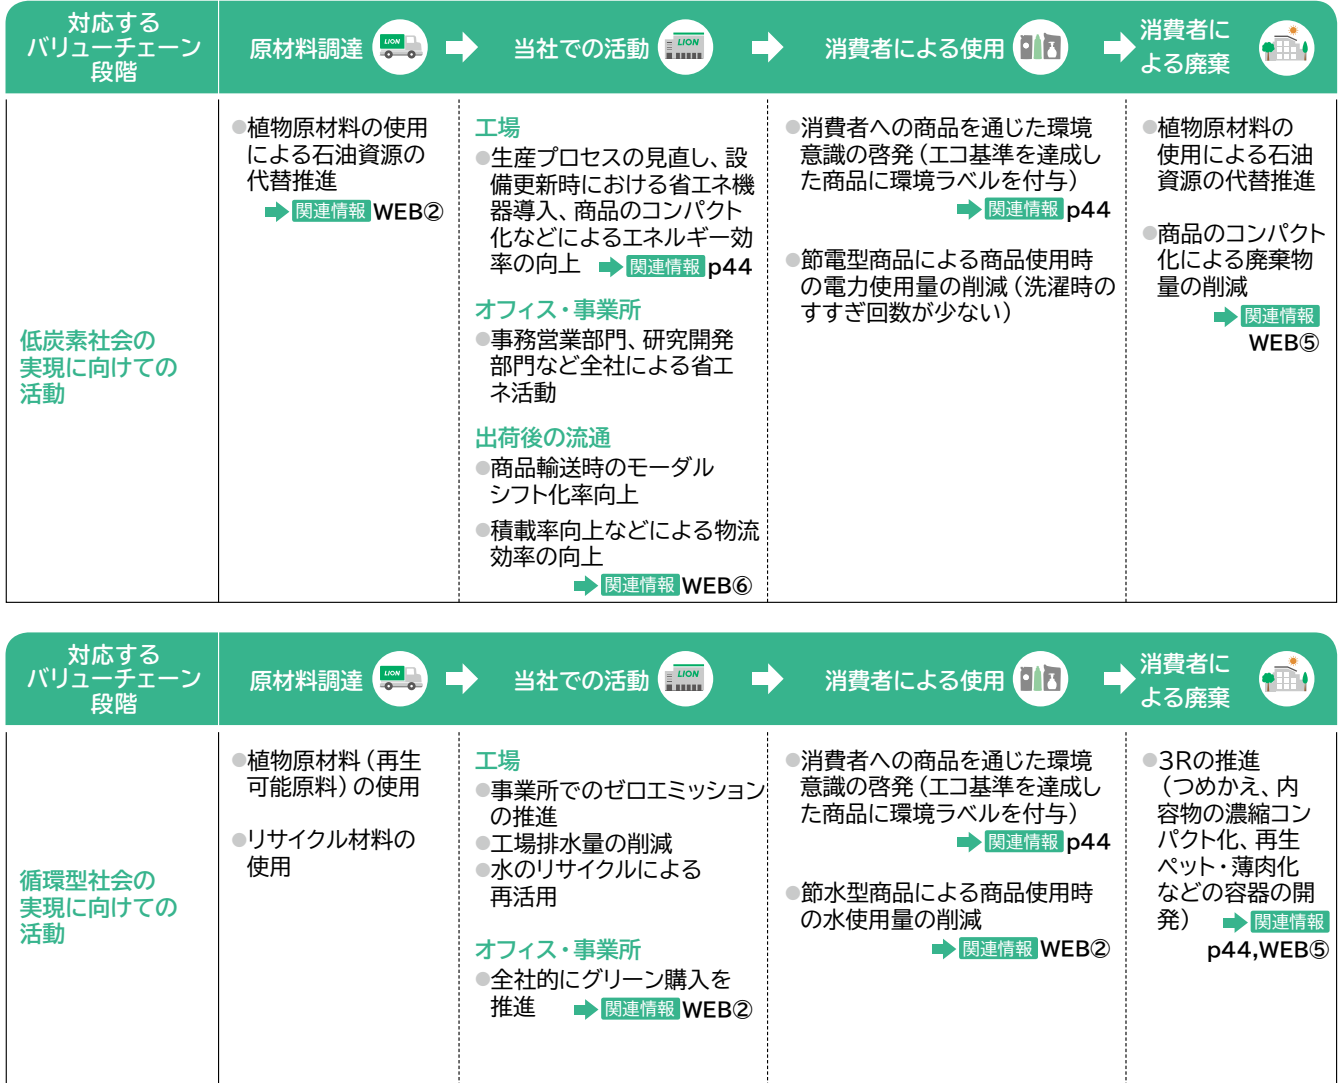 対応する
バリューチェーン
段階
原材料調達
LION
当社での活動
LION
消費者による使用
消費者に
よる廃棄
低炭素社会の
実現に向けての
活動
●植物原材料の使用
による石油資源の
代替推進
関連情報 WEB②
工場
●生産プロセスの見直し、設
備更新時における省エネ機
器導入、商品のコンパクト
化などによるエネルギー効
率の向上 関連情報 p44
オフィス・事業所
●事務営業部門、研究開発
部門など全社による省エ
ネ活動
出荷後の流通
●商品輸送時のモーダル
シフト化率向上
●積載率向上などによる物流
効率の向上
関連情報 WEB⑥
●消費者への商品を通じた環境
意識の啓発(エコ基準を達成し
た商品に環境ラベルを付与)
関連情報 p44
●節電型商品による商品使用時
の電力使用量の削減(洗濯時の
すすぎ回数が少ない)
●植物原材料の
使用による石油
資源の代替推進
●商品のコンパクト
化による廃棄物
量の削減
関連情報
WEB⑤
対応する
バリューチェーン
段階
原材料調達
LION
当社での活動
LION
消費者による使用
消費者に
よる廃棄
循環型社会の
実現に向けての
活動
●植物原材料(再生
可能原料)の使用
●リサイクル材料の
使用
工場
●事業所でのゼロエミッション
の推進
●工場排水量の削減
●水のリサイクルによる
再活用
オフィス・事業所
●全社的にグリーン購入を
推進 関連情報 WEB②
●消費者への商品を通じた環境
意識の啓発(エコ基準を達成し
た商品に環境ラベルを付与)
関連情報 p44
●節水型商品による商品使用時
の水使用量の削減
関連情報 WEB②
●3Rの推進
(つめかえ、内
容物の濃縮コン
パクト化、再生
ペット・薄肉化
などの容器の開
発) 関連情報
p44,WEB⑤